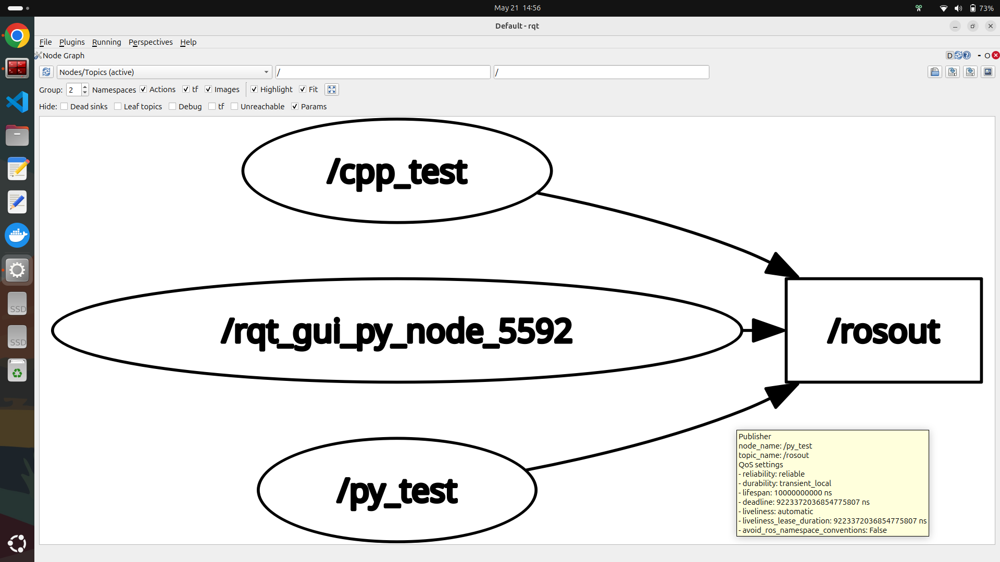 May 21 14:56
73%
Default - rqt
File Plugins Running Perspectives Help
Node Graph
D - O
Nodes/Topics (active) / /
Group: 2 Namespaces Actions tf Images Highlight Fit
Hide: Dead sinks Leaf topics Debug tf Unreachable Params
/cpp_test
/rqt_gui_py_node_5592
/rosout
/py_test
Publisher
node_name: /py_test
topic_name: /rosout
QoS settings
- reliability: reliable
- durability: transient_local
- lifespan: 10000000000 ns
- deadline: 9223372036854775807 ns
- liveliness: automatic
- liveliness_lease_duration: 9223372036854775807 ns
- avoid_ros_namespace_conventions: False
SSD
SSD